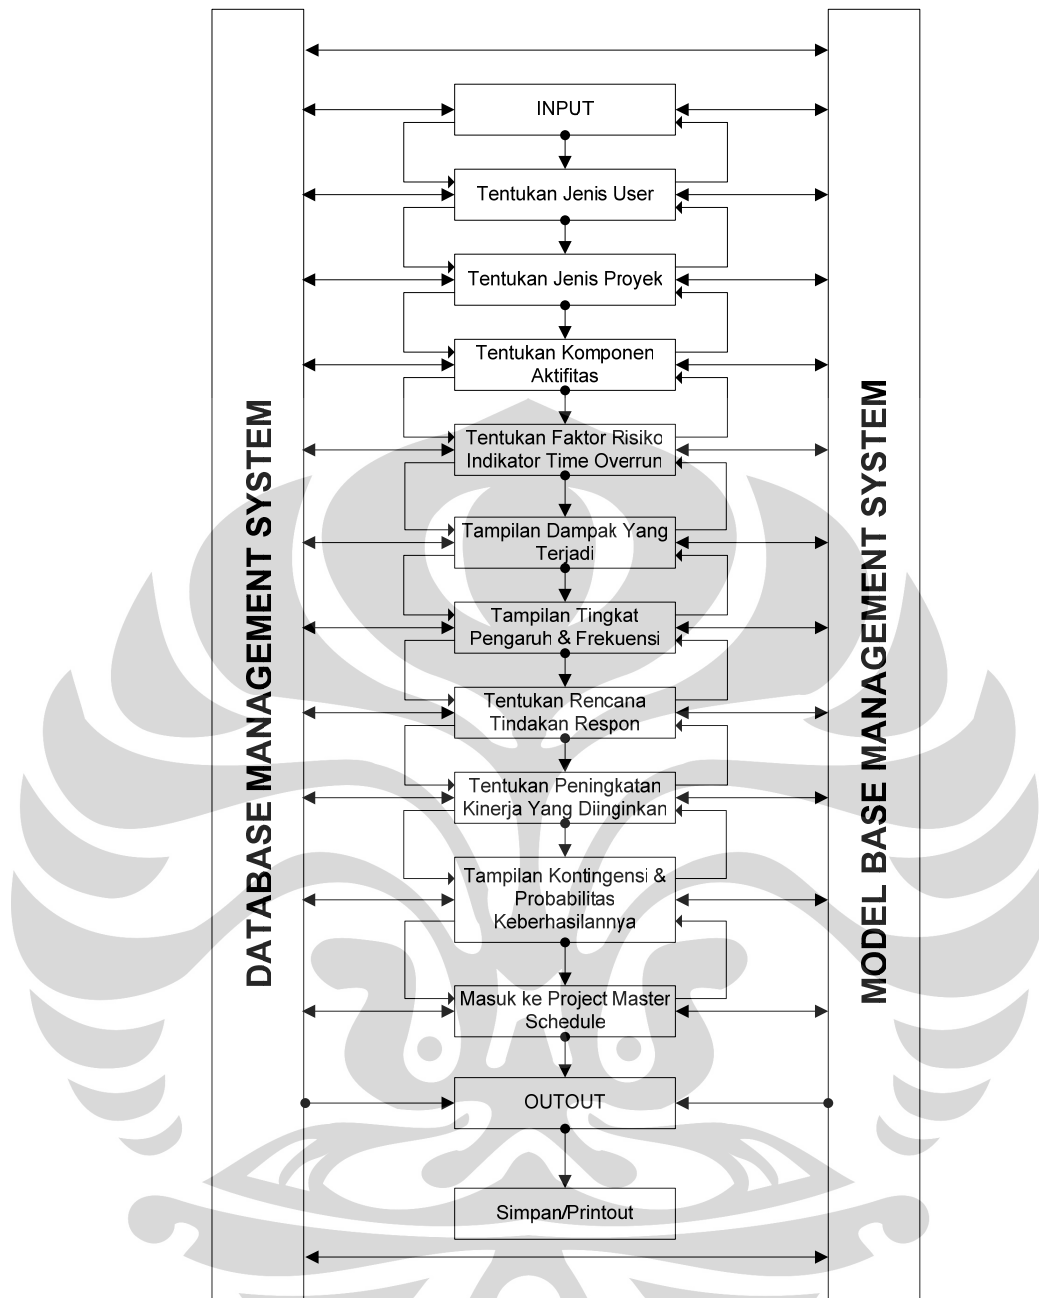 DATABASE MANAGEMENT SYSTEM
INPUT
Tentukan Jenis User
Tentukan Jenis Proyek
Tentukan Komponen
Aktifitas
Tentukan Faktor Risiko
Indikator Time Overrun
Tampilan Dampak Yang
Terjadi
Tampilan Tingkat
Pengaruh & Frekuensi
Tentukan Rencana
Tindakan Respon
Tentukan Peningkatan
Kinerja Yang Diinginkan
Tampilan Kontingensi &
Probabilitas
Keberhasilannya
Masuk ke Project Master
Schedule
OUTOUT
Simpan/Printout
MODEL BASE MANAGEMENT SYSTEM